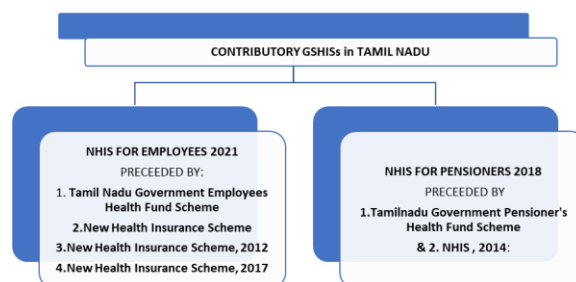 CONTRIBUTORY GSHISs in TAMIL NADU
NHIS FOR EMPLOYEES 2021
PRECEEDED BY:
1. Tamil Nadu Government Employees
Health Fund Scheme
2.New Health Insurance Scheme
3.New Health Insurance Scheme, 2012
4.New Health Insurance Scheme, 2017
NHIS FOR PENSIONERS 2018
PRECEEDED BY
1.Tamilnadu Government Pensioner's
Health Fund Scheme
& 2. NHIS , 2014: